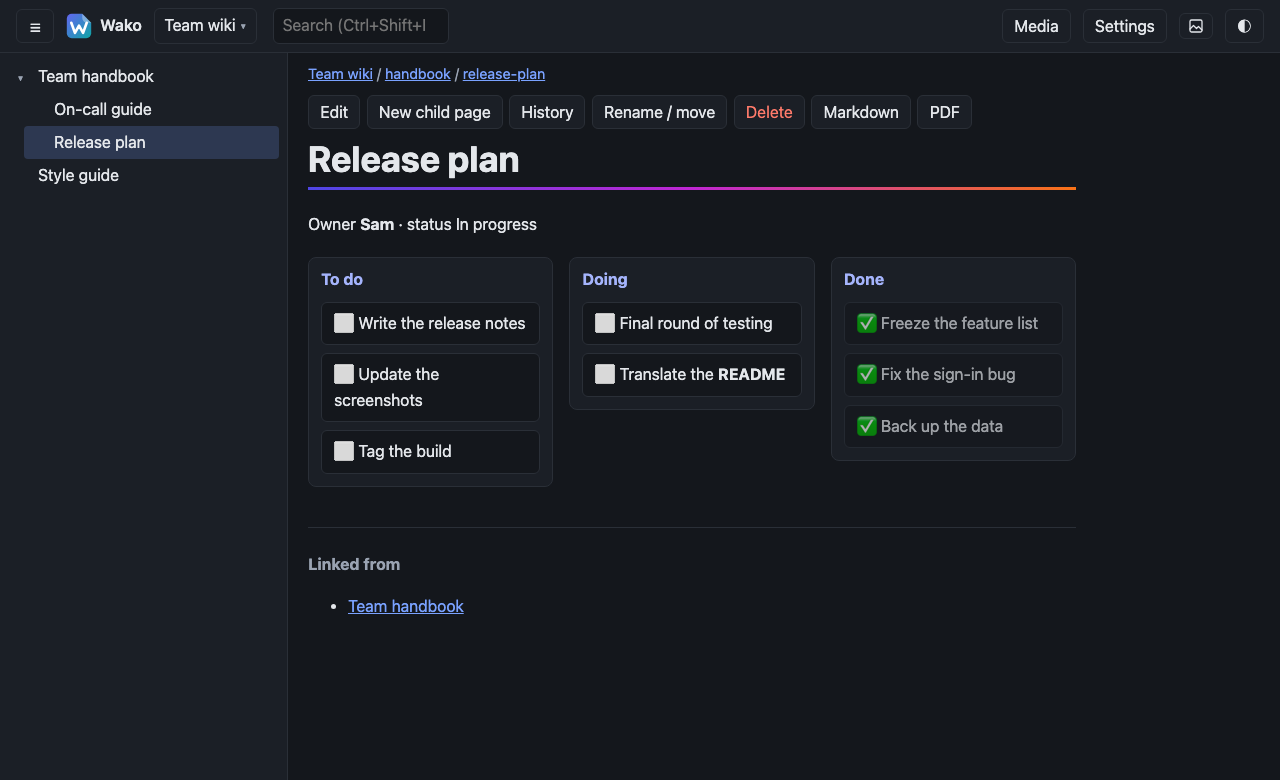 Wako
Team wiki
Search (Ctrl+Shift+
Media
Settings
Team handbook
On-call guide
Release plan
Style guide
Team wiki / handbook / release-plan
Edit
New child page
History
Rename / move
Delete
Markdown
PDF
Release plan
Owner Sam · status In progress
To do
Write the release notes
Update the
screenshots
Tag the build
Doing
Final round of testing
Translate the README
Done
Freeze the feature list
Fix the sign-in bug
Back up the data
Linked from
Team handbook